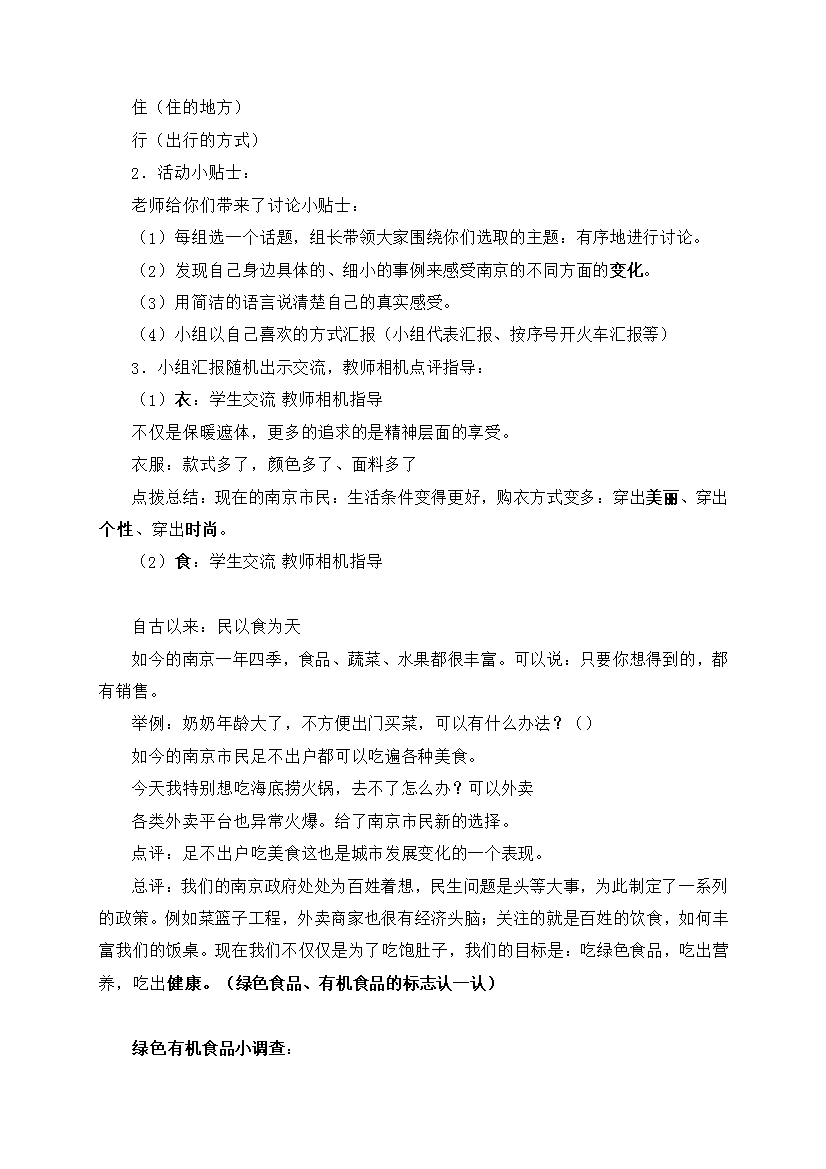 住（住的地方）
行（出行的方式）
2．活动小贴士：
老师给你们带来了讨论小贴士：
（1）每组选一个话题，组长带领大家围绕你们选取的主题：有序地进行讨论。
（2）发现自己身边具体的、细小的事例来感受南京的不同方面的变化。
（3）用简洁的语言说清楚自己的真实感受。
（4）小组以自己喜欢的方式汇报（小组代表汇报、按序号开火车汇报等）
3．小组汇报随机出示交流，教师相机点评指导：
（1）衣：学生交流 教师相机指导
不仅是保暖遮体，更多的追求的是精神层面的享受。
衣服：款式多了，颜色多了、面料多了
点拨总结：现在的南京市民：生活条件变得更好，购衣方式变多：穿出美丽、穿出
个性、穿出时尚。
（2）食：学生交流 教师相机指导
自古以来：民以食为天
如今的南京一年四季，食品、蔬菜、水果都很丰富。可以说：只要你想得到的，都
有销售。
举例：奶奶年龄大了，不方便出门买菜，可以有什么办法？（）
如今的南京市民足不出户都可以吃遍各种美食。
今天我特别想吃海底捞火锅，去不了怎么办？可以外卖
各类外卖平台也异常火爆。给了南京市民新的选择。
点评：足不出户吃美食这也是城市发展变化的一个表现。
总评：我们的南京政府处处为百姓着想，民生问题是头等大事，为此制定了一系列
的政策。例如菜篮子工程，外卖商家也很有经济头脑；关注的就是百姓的饮食，如何丰
富我们的饭桌。现在我们不仅仅是为了吃饱肚子，我们的目标是：吃绿色食品，吃出营
养，吃出健康。（绿色食品、有机食品的标志认一认）
绿色有机食品小调查：